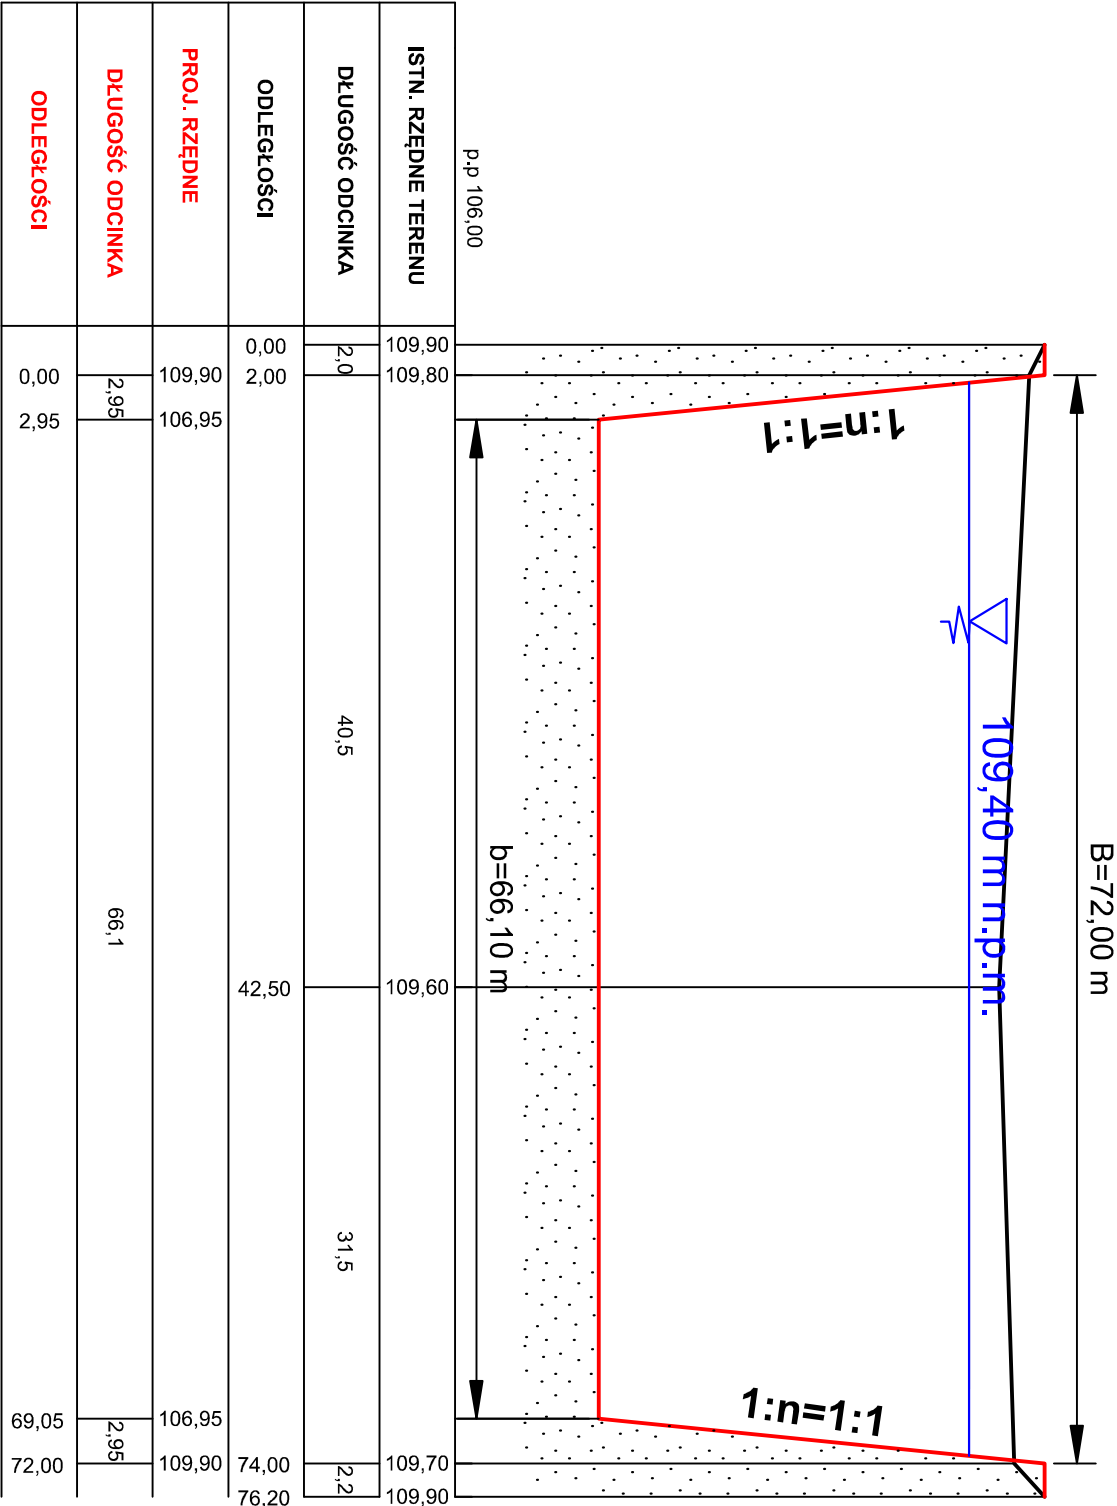 B=72,00 m
109,40 m n.p.m.
1:n=1:1
1:n=1:1
b=66,10 m
p.p 106,00
ISTN. RZĘDNE TERENU
109,90
109,80
109,60
109,70
109,90
DŁUGOŚĆ ODCINKA
2,0
40,5
31,5
2,2
ODLEGŁOŚCI
0,00
2,00
42,50
74,00
76,20
PROJ. RZĘDNE
109,90
106,95
106,95
109,90
DŁUGOŚĆ ODCINKA
2,95
66,1
2,95
ODLEGŁOŚCI
0,00
2,95
69,05
72,00